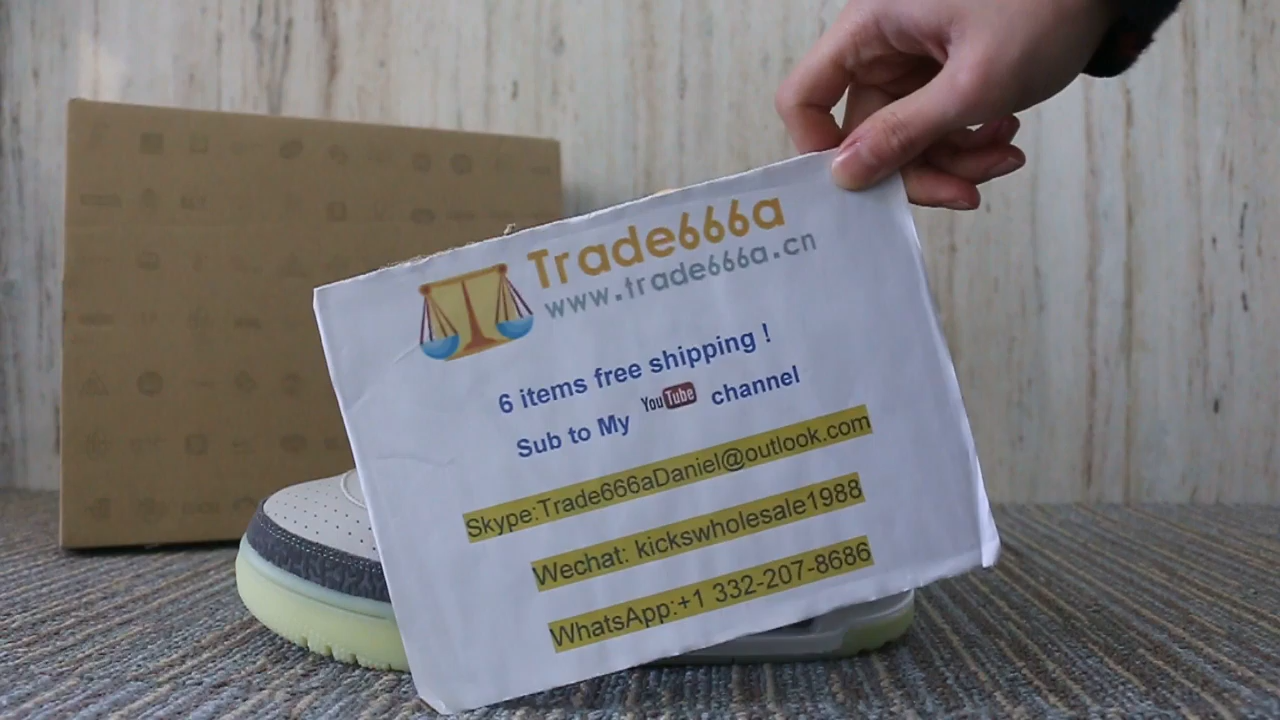 Trade666a
www.trade666a.cn
6 items free shipping !
Sub to My YouTube channel
Skype:Trade666aDaniel@outlook.com
Wechat: kickswholesale1988
WhatsApp:+1 332-207-8686